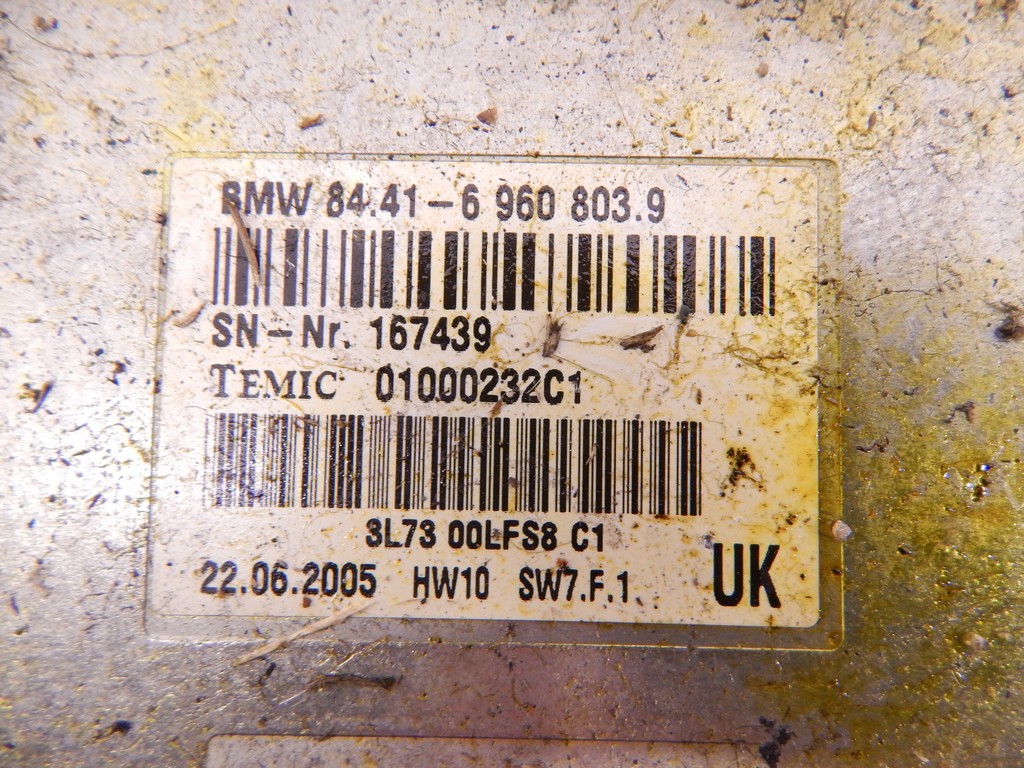 BMW 84.41-6 960 803.9
SN-Nr. 167439
TEMIC 01000232C1
3L73 00LFS8 C1
22.06.2005 HW10 SW7.F.1
UK